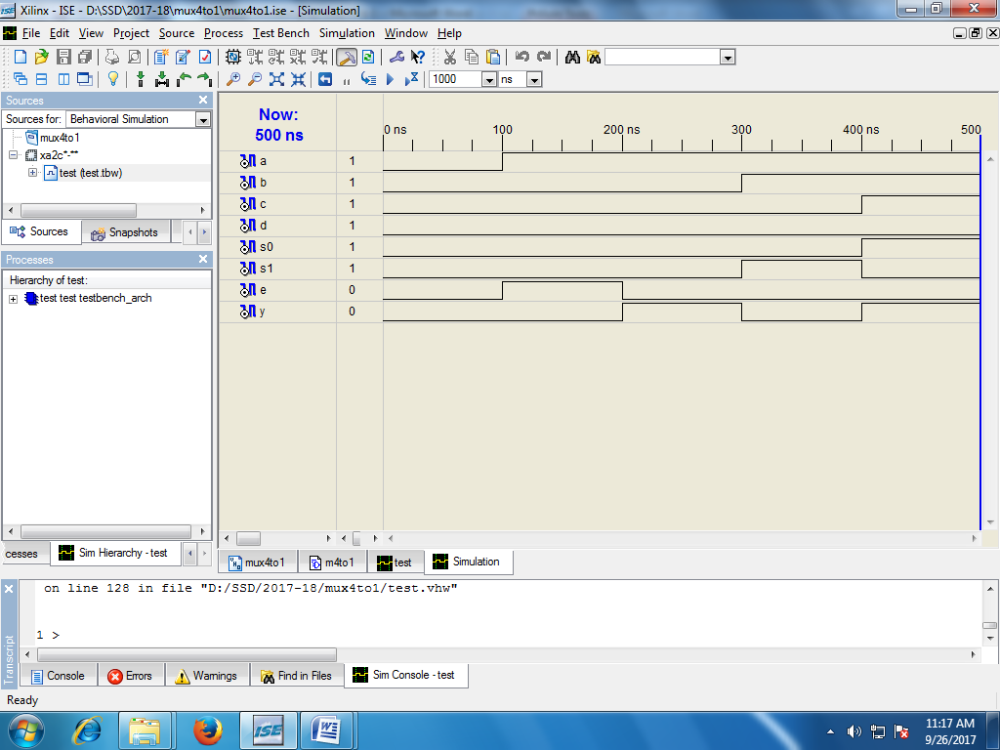 Xilinx - ISE - D:\SSD\2017-18\mux4to1\mux4to1.ise - [Simulation]
File Edit View Project Source Process Test Bench Simulation Window Help
1000 ns
Sources
Sources for: Behavioral Simulation
mux4to1
xa2c*-**
test (test.tbw)
Sources Snapshots
Processes
Hierarchy of test:
test test testbench_arch
cesses Sim Hierarchy - test
Now:
500 ns
0 ns 100 200 ns 300 400 ns 500
a 1
b 1
c 1
d 1
s0 1
s1 1
e 0
y 0
mux4to1 m4to1 test Simulation
Transcript
on line 128 in file "D:/SSD/2017-18/mux4to1/test.vhw"
1 >
Console Errors Warnings Find in Files Sim Console - test
Ready
ISE
11:17 AM
9/26/2017